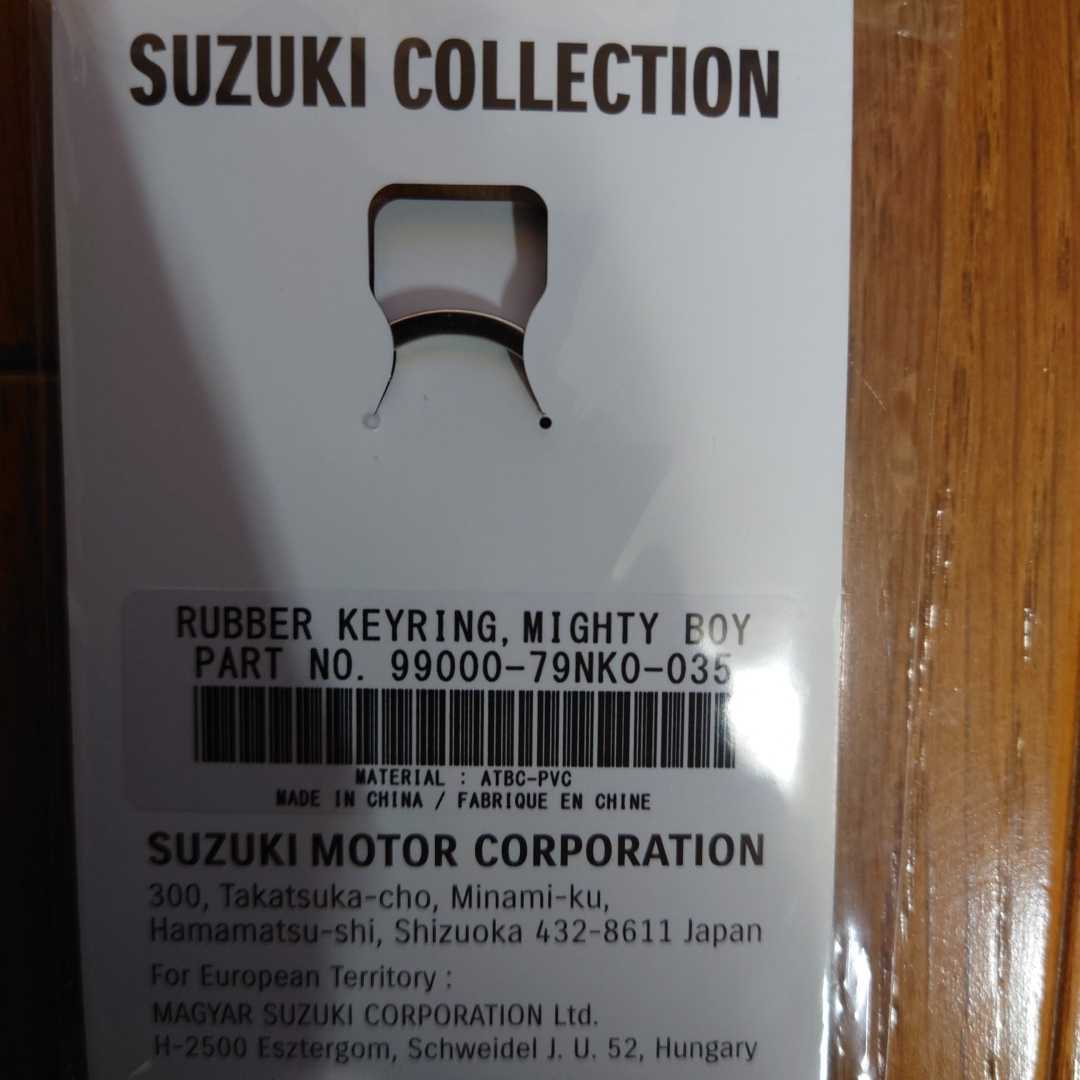 SUZUKI COLLECTION
RUBBER KEYRING, MIGHTY BOY
PART NO. 99000-79NK0-035
MATERIAL : ATBC-PVC
MADE IN CHINA / FABRIQUE EN CHINE
SUZUKI MOTOR CORPORATION
300, Takatsuka-cho, Minami-ku,
Hamamatsu-shi, Shizuoka 432-8611 Japan
For European Territory :
MAGYAR SUZUKI CORPORATION Ltd.
H-2500 Esztergom, Schweidel J. U. 52, Hungary